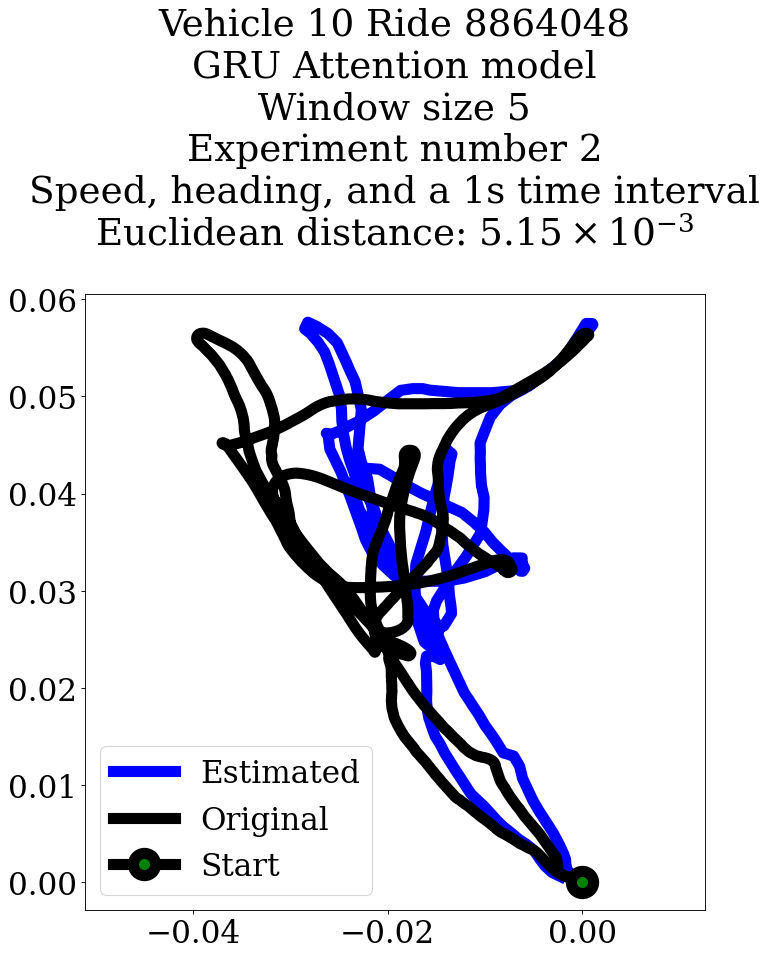 Vehicle 10 Ride 8864048
GRU Attention model
Window size 5
Experiment number 2
Speed, heading, and a 1s time interval
Euclidean distance: 5.15 × 10⁻³
0.06
0.05
0.04
0.03
0.02
0.01
0.00
Estimated
Original
Start
−0.04 −0.02 0.00